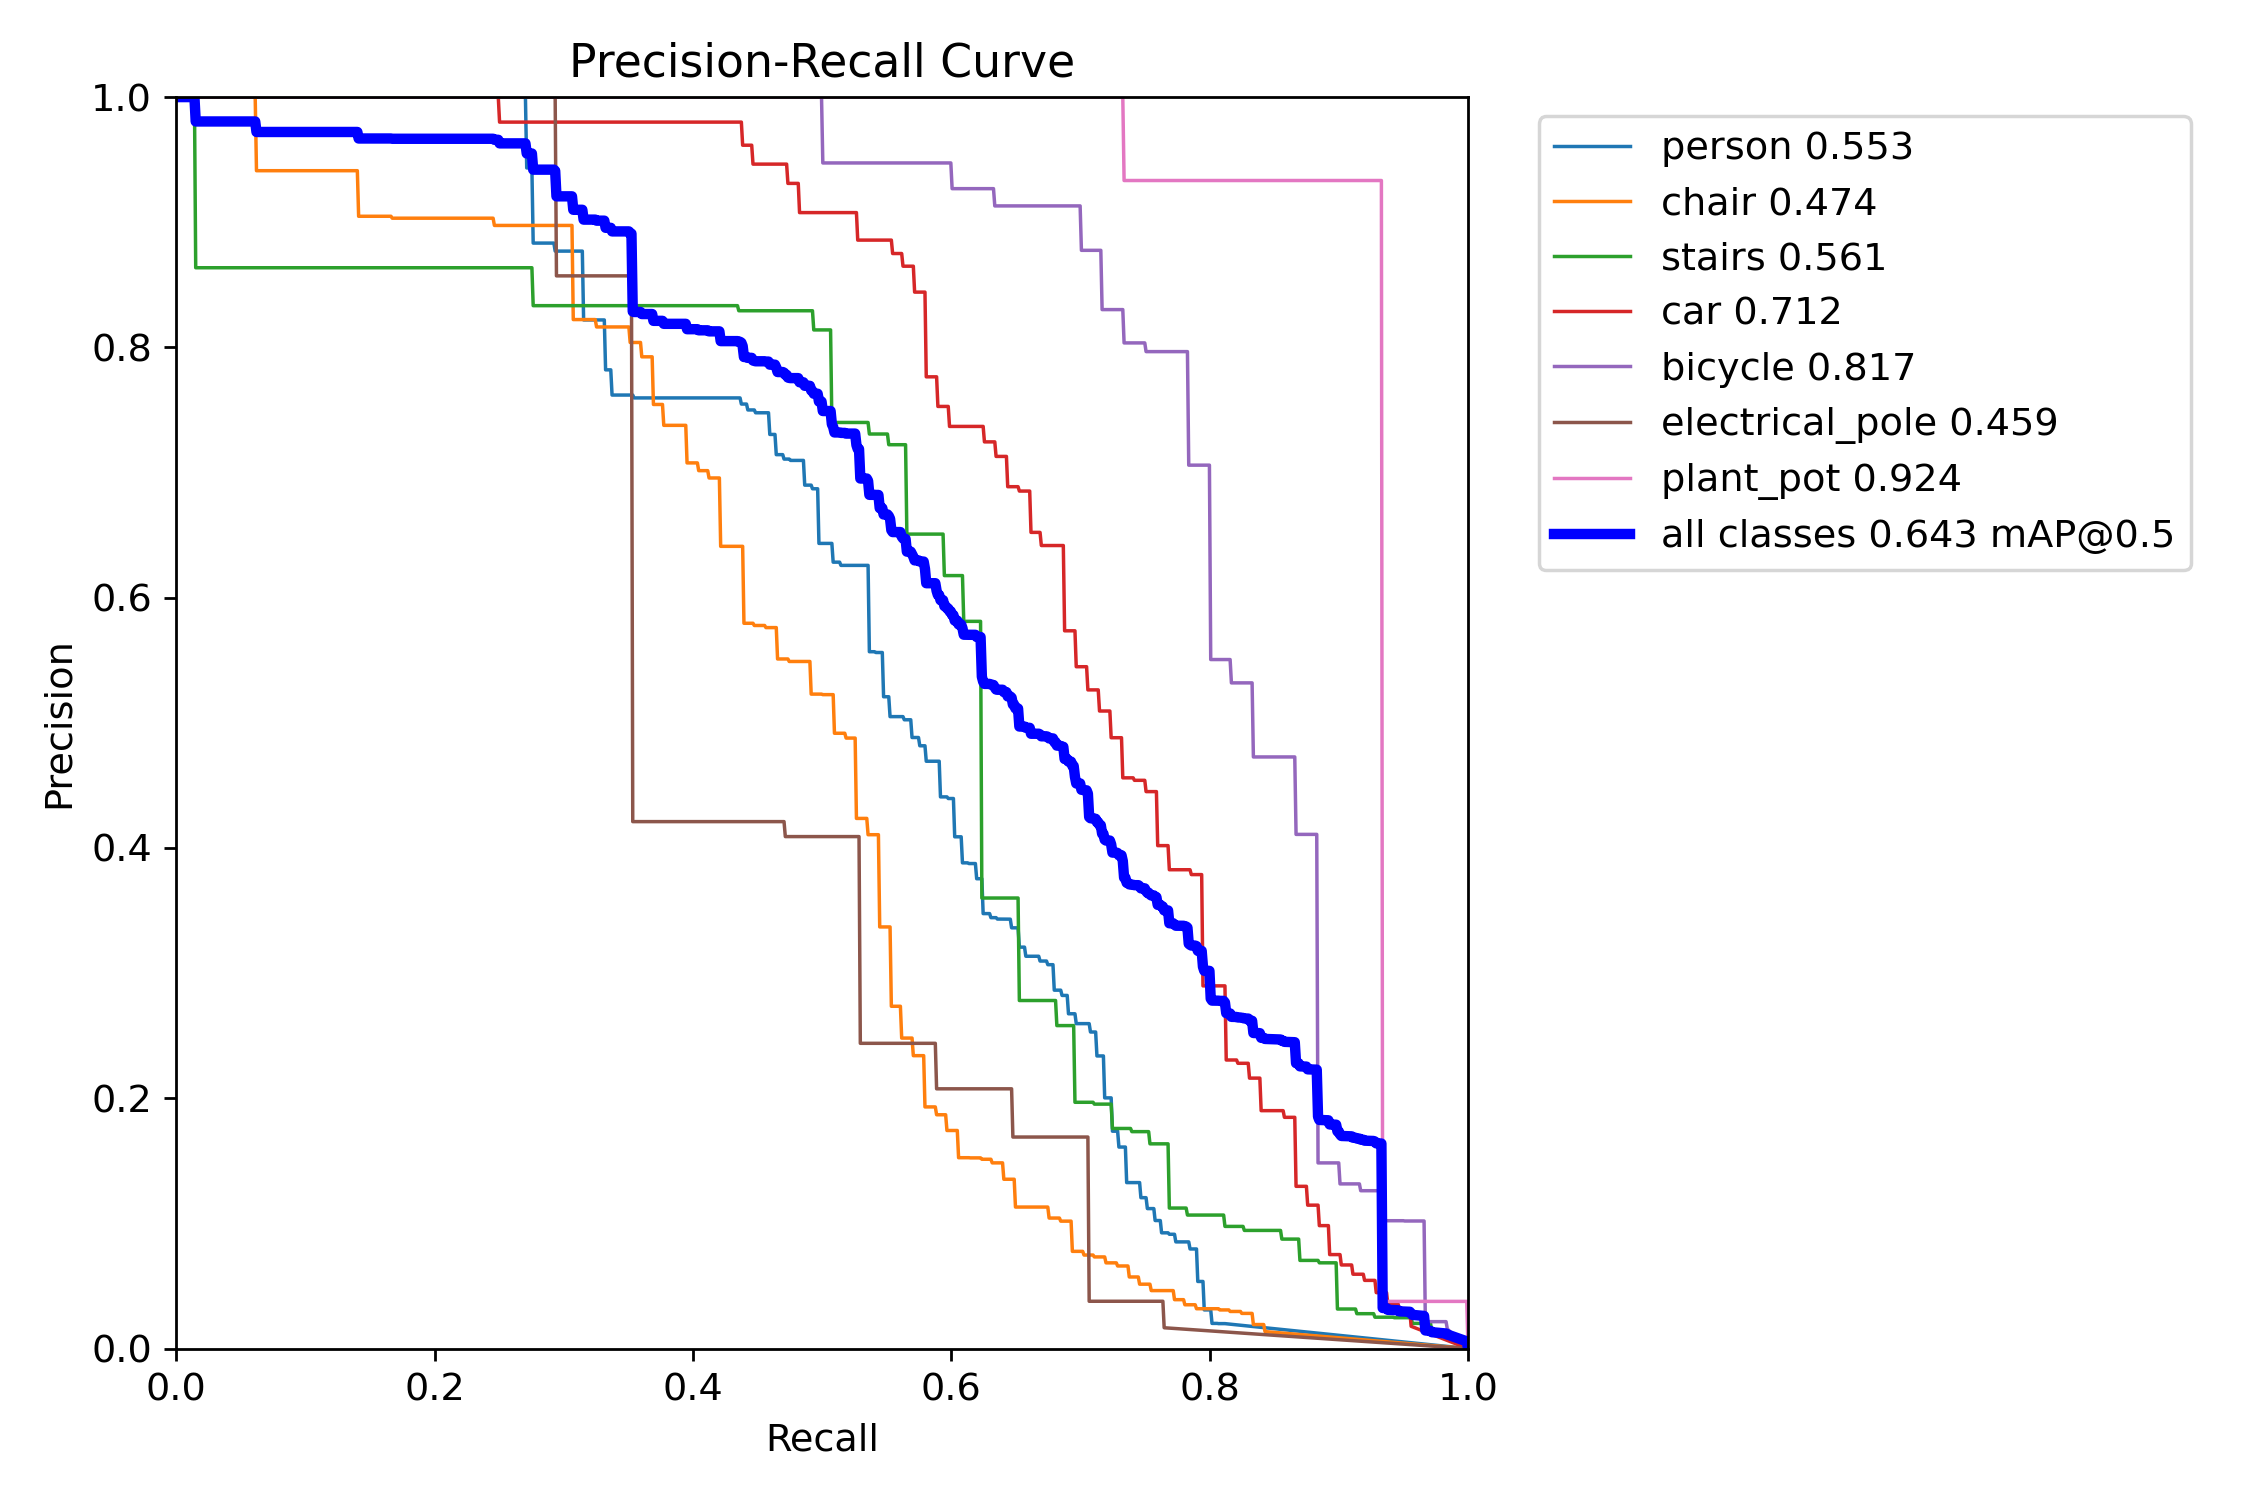 Precision-Recall Curve
1.0
0.8
0.6
0.4
0.2
0.0
Precision
0.0 0.2 0.4 0.6 0.8 1.0
Recall
person 0.553
chair 0.474
stairs 0.561
car 0.712
bicycle 0.817
electrical_pole 0.459
plant_pot 0.924
all classes 0.643 mAP@0.5